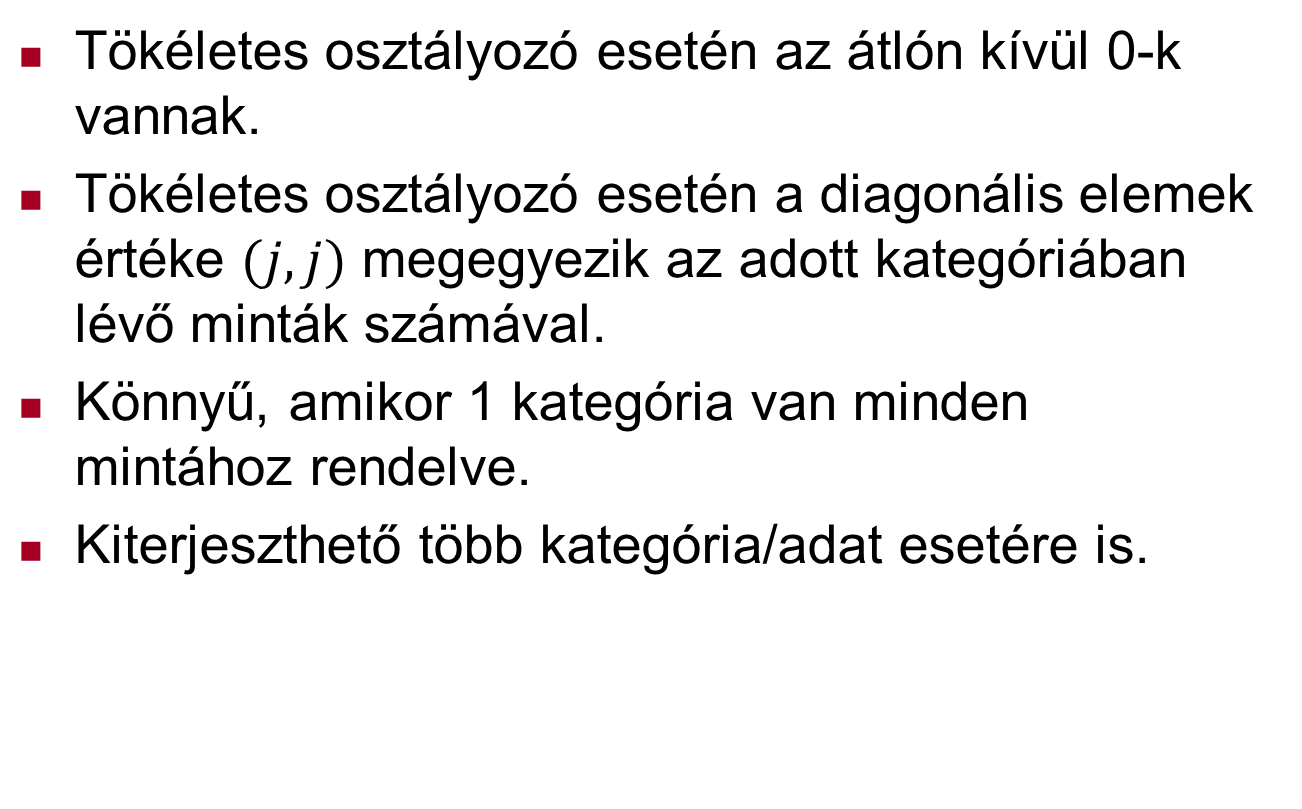 ▪ Tökéletes osztályozó esetén az átlón kívül 0-k
vannak.
▪ Tökéletes osztályozó esetén a diagonális elemek
értéke (j, j) megegyezik az adott kategóriában
lévő minták számával.
▪ Könnyű, amikor 1 kategória van minden
mintához rendelve.
▪ Kiterjeszthető több kategória/adat esetére is.